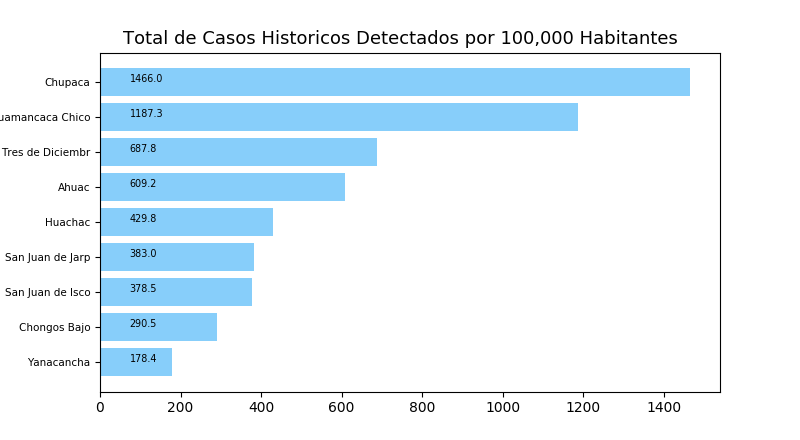 Total de Casos Historicos Detectados por 100,000 Habitantes
Chupaca 1466.0
uamancaca Chico 1187.3
Tres de Diciembr 687.8
Ahuac 609.2
Huachac 429.8
San Juan de Jarp 383.0
San Juan de Isco 378.5
Chongos Bajo 290.5
Yanacancha 178.4
0 200 400 600 800 1000 1200 1400